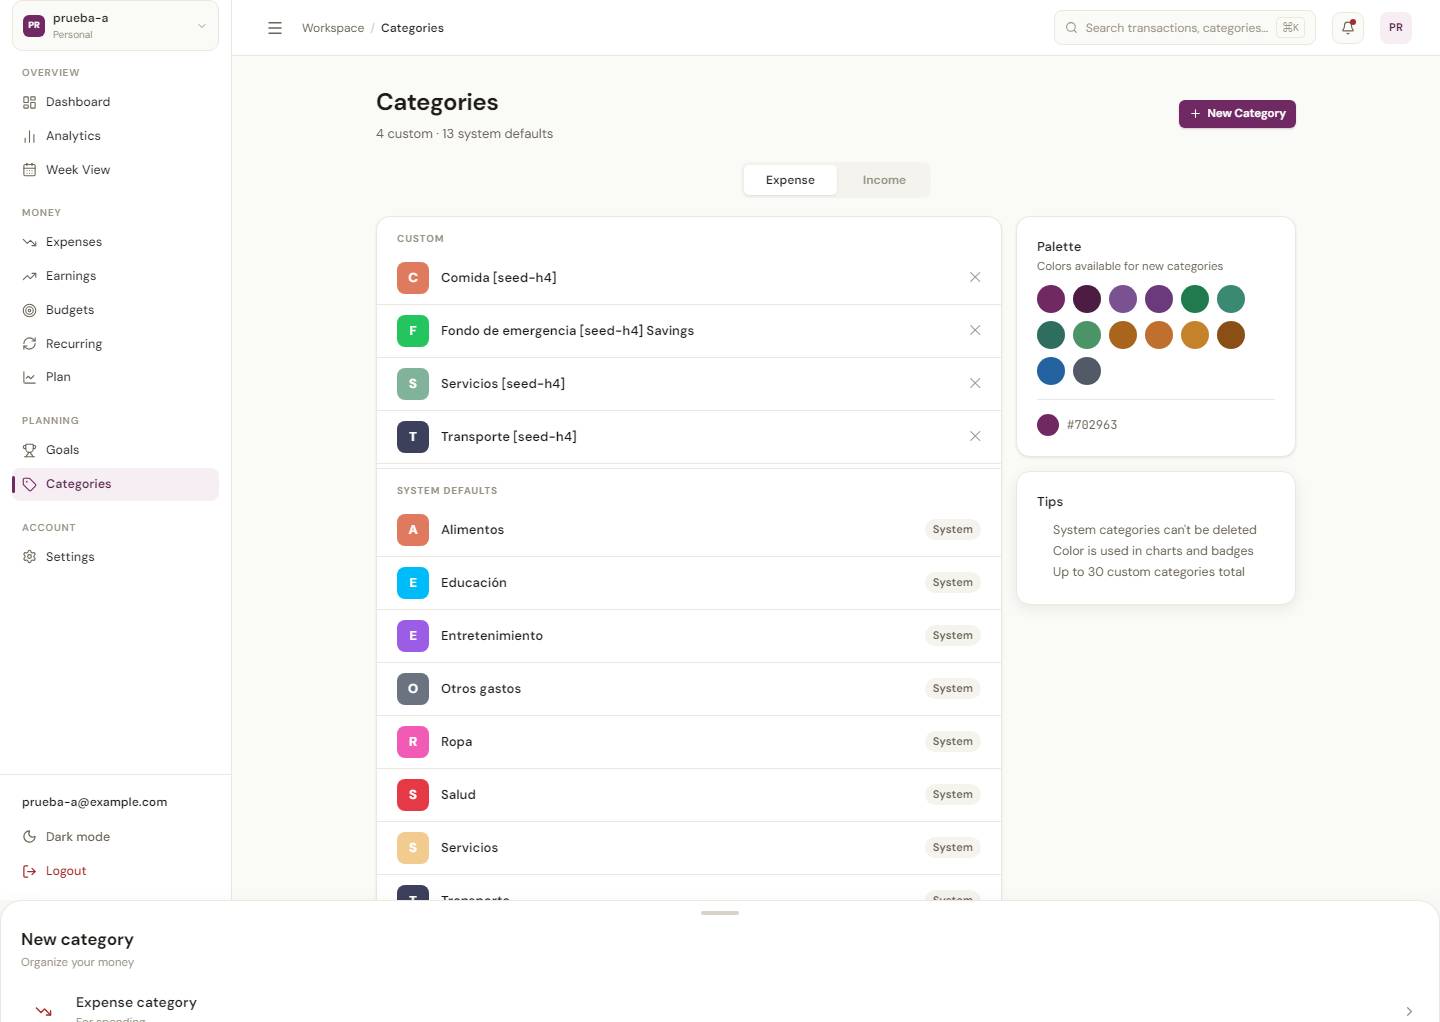 PR
prueba-a
Personal
OVERVIEW
Dashboard
Analytics
Week View
MONEY
Expenses
Earnings
Budgets
Recurring
Plan
PLANNING
Goals
Categories
ACCOUNT
Settings
prueba-a@example.com
Dark mode
Logout
Workspace / Categories
Search transactions, categories... ⌘K
PR
Categories
4 custom · 13 system defaults
+ New Category
Expense Income
CUSTOM
C Comida [seed-h4]
F Fondo de emergencia [seed-h4] Savings
S Servicios [seed-h4]
T Transporte [seed-h4]
SYSTEM DEFAULTS
A Alimentos System
E Educación System
E Entretenimiento System
O Otros gastos System
R Ropa System
S Salud System
S Servicios System
T Transporte System
Palette
Colors available for new categories
#702963
Tips
System categories can't be deleted
Color is used in charts and badges
Up to 30 custom categories total
New category
Organize your money
Expense category
For spending